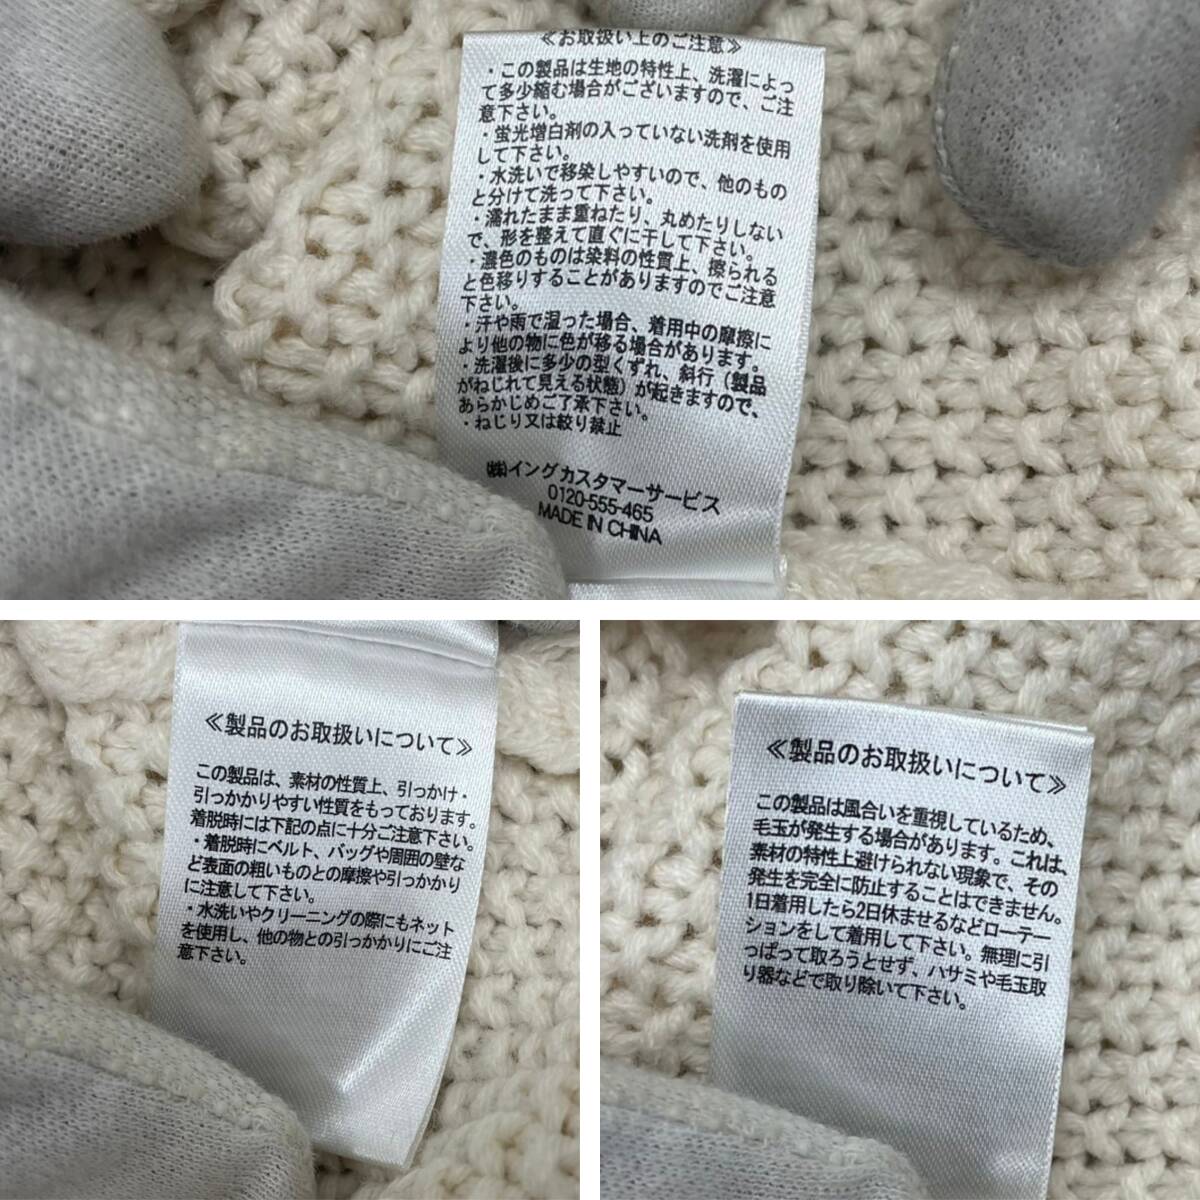 ≪お取扱い上のご注意≫
・この製品は生地の特性上、洗濯によっ
て多少縮む場合がございますので、ご注
意下さい。
・蛍光増白剤の入っていない洗剤を使用
して下さい。
・水洗いで移染しやすいので、他のもの
と分けて洗って下さい。
・濡れたまま重ねたり、丸めたりしない
で、形を整えて直ぐに干して下さい。
・濃色のものは染料の性質上、擦られる
と色移りすることがありますのでご注意
下さい。
・汗や雨で湿った場合、着用中の摩擦に
より他の物に色が移る場合があります。
・洗濯後に多少の型くずれ、斜行（製品
がねじれて見える状態）が起きますので、
あらかじめご了承下さい。
・ねじり又は絞り禁止
㈱イングカスタマーサービス
0120-555-465
MADE IN CHINA
≪製品のお取扱いについて≫
この製品は、素材の性質上、引っかけ・
引っかかりやすい性質をもっております。
着脱時には下記の点に十分ご注意下さい。
・着脱時にベルト、バッグや周囲の壁な
ど表面の粗いものとの摩擦や引っかかり
に注意して下さい。
・水洗いやクリーニングの際にもネット
を使用し、他の物との引っかかりにご注
意下さい。
≪製品のお取扱いについて≫
この製品は風合いを重視しているため、
毛玉が発生する場合があります。これは、
素材の特性上避けられない現象で、その
発生を完全に防止することはできません。
1日着用したら2日休ませるなどローテー
ションをして着用して下さい。無理に引
っぱって取ろうとせず、ハサミや毛玉取
り器などで取り除いて下さい。